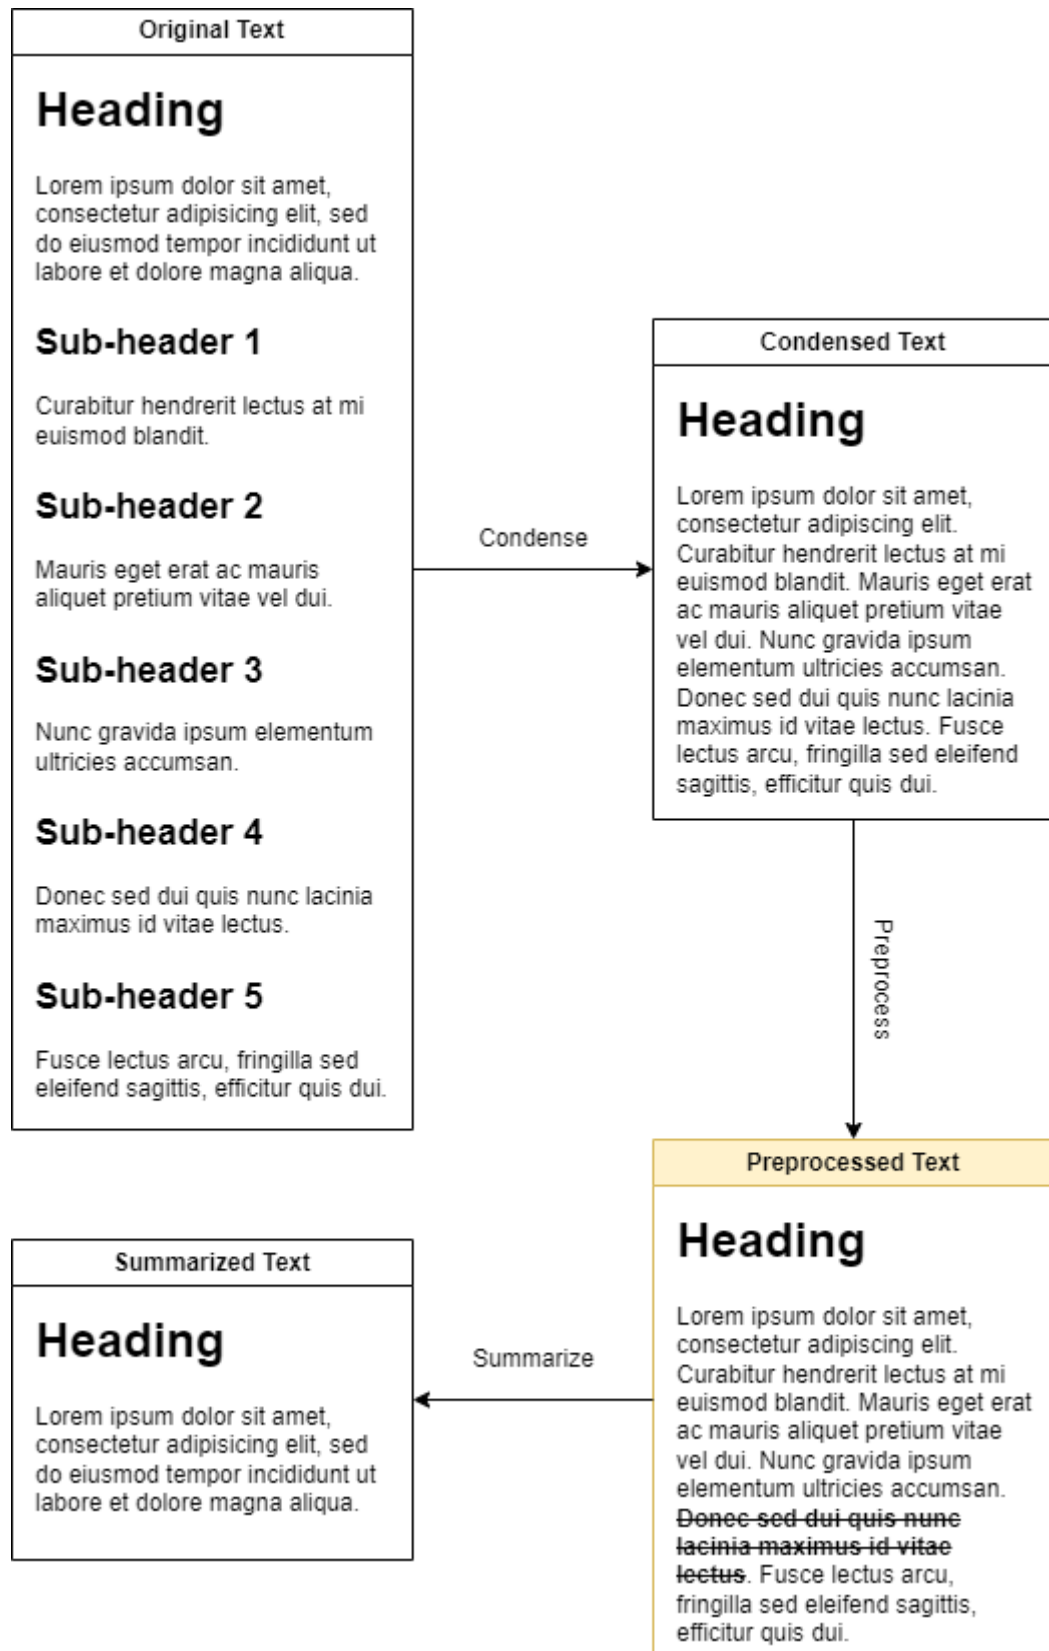 Original Text
Heading
Lorem ipsum dolor sit amet,
consectetur adipisicing elit, sed
do eiusmod tempor incididunt ut
labore et dolore magna aliqua.
Sub-header 1
Curabitur hendrerit lectus at mi
euismod blandit.
Sub-header 2
Mauris eget erat ac mauris
aliquet pretium vitae vel dui.
Sub-header 3
Nunc gravida ipsum elementum
ultricies accumsan.
Sub-header 4
Donec sed dui quis nunc lacinia
maximus id vitae lectus.
Sub-header 5
Fusce lectus arcu, fringilla sed
eleifend sagittis, efficitur quis dui.
Condense
Condensed Text
Heading
Lorem ipsum dolor sit amet,
consectetur adipiscing elit.
Curabitur hendrerit lectus at mi
euismod blandit. Mauris eget erat
ac mauris aliquet pretium vitae
vel dui. Nunc gravida ipsum
elementum ultricies accumsan.
Donec sed dui quis nunc lacinia
maximus id vitae lectus. Fusce
lectus arcu, fringilla sed eleifend
sagittis, efficitur quis dui.
Preprocess
Preprocessed Text
Heading
Lorem ipsum dolor sit amet,
consectetur adipiscing elit.
Curabitur hendrerit lectus at mi
euismod blandit. Mauris eget erat
ac mauris aliquet pretium vitae
vel dui. Nunc gravida ipsum
elementum ultricies accumsan.
Donec sed dui quis nunc
lacinia maximus id vitae
lectus. Fusce lectus arcu,
fringilla sed eleifend sagittis,
efficitur quis dui.
Summarize
Summarized Text
Heading
Lorem ipsum dolor sit amet,
consectetur adipisicing elit, sed
do eiusmod tempor incididunt ut
labore et dolore magna aliqua.